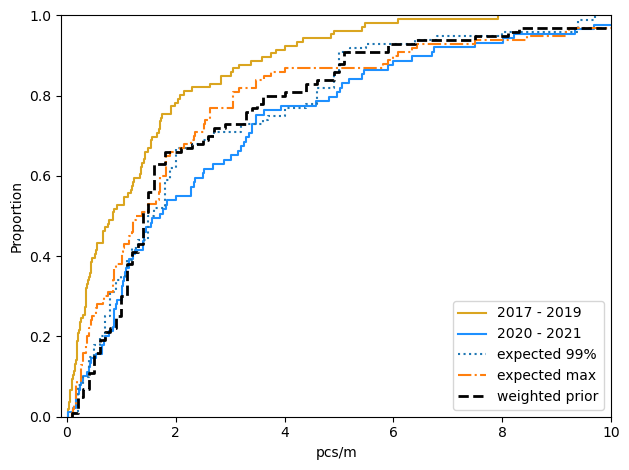 1.0
0.8
0.6
0.4
0.2
0.0
Proportion
0 2 4 6 8 10
pcs/m
2017 - 2019
2020 - 2021
expected 99%
expected max
weighted prior